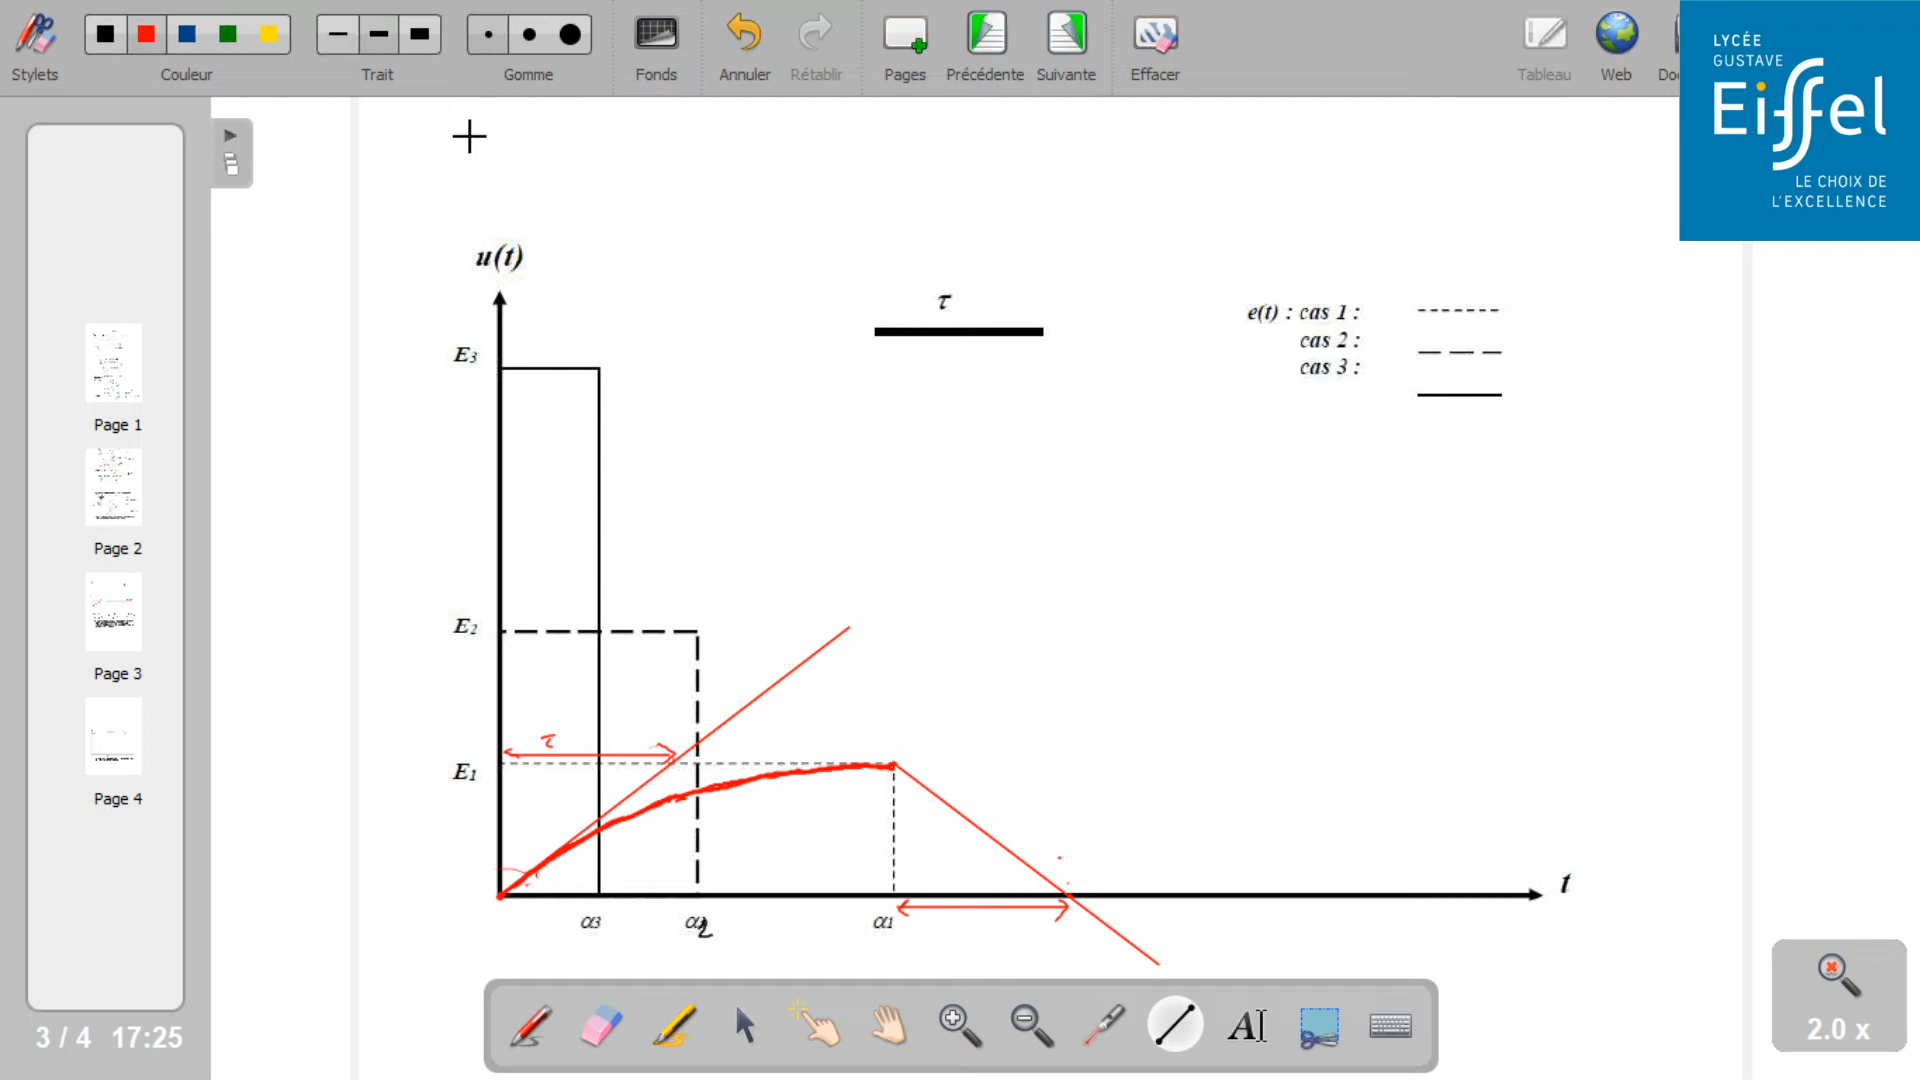 Stylets
Couleur
Trait
Gomme
Fonds
Annuler
Rétablir
Pages
Précédente
Suivante
Effacer
Tableau
Web
LYCÉE
GUSTAVE
Eiffel
LE CHOIX DE
L'EXCELLENCE
Page 1
Page 2
Page 3
Page 4
3 / 4 17:25
u(t)
τ
e(t) : cas 1 :
cas 2 :
cas 3 :
E3
E2
τ
E1
t
α3
α2
α1
AI
2.0 x